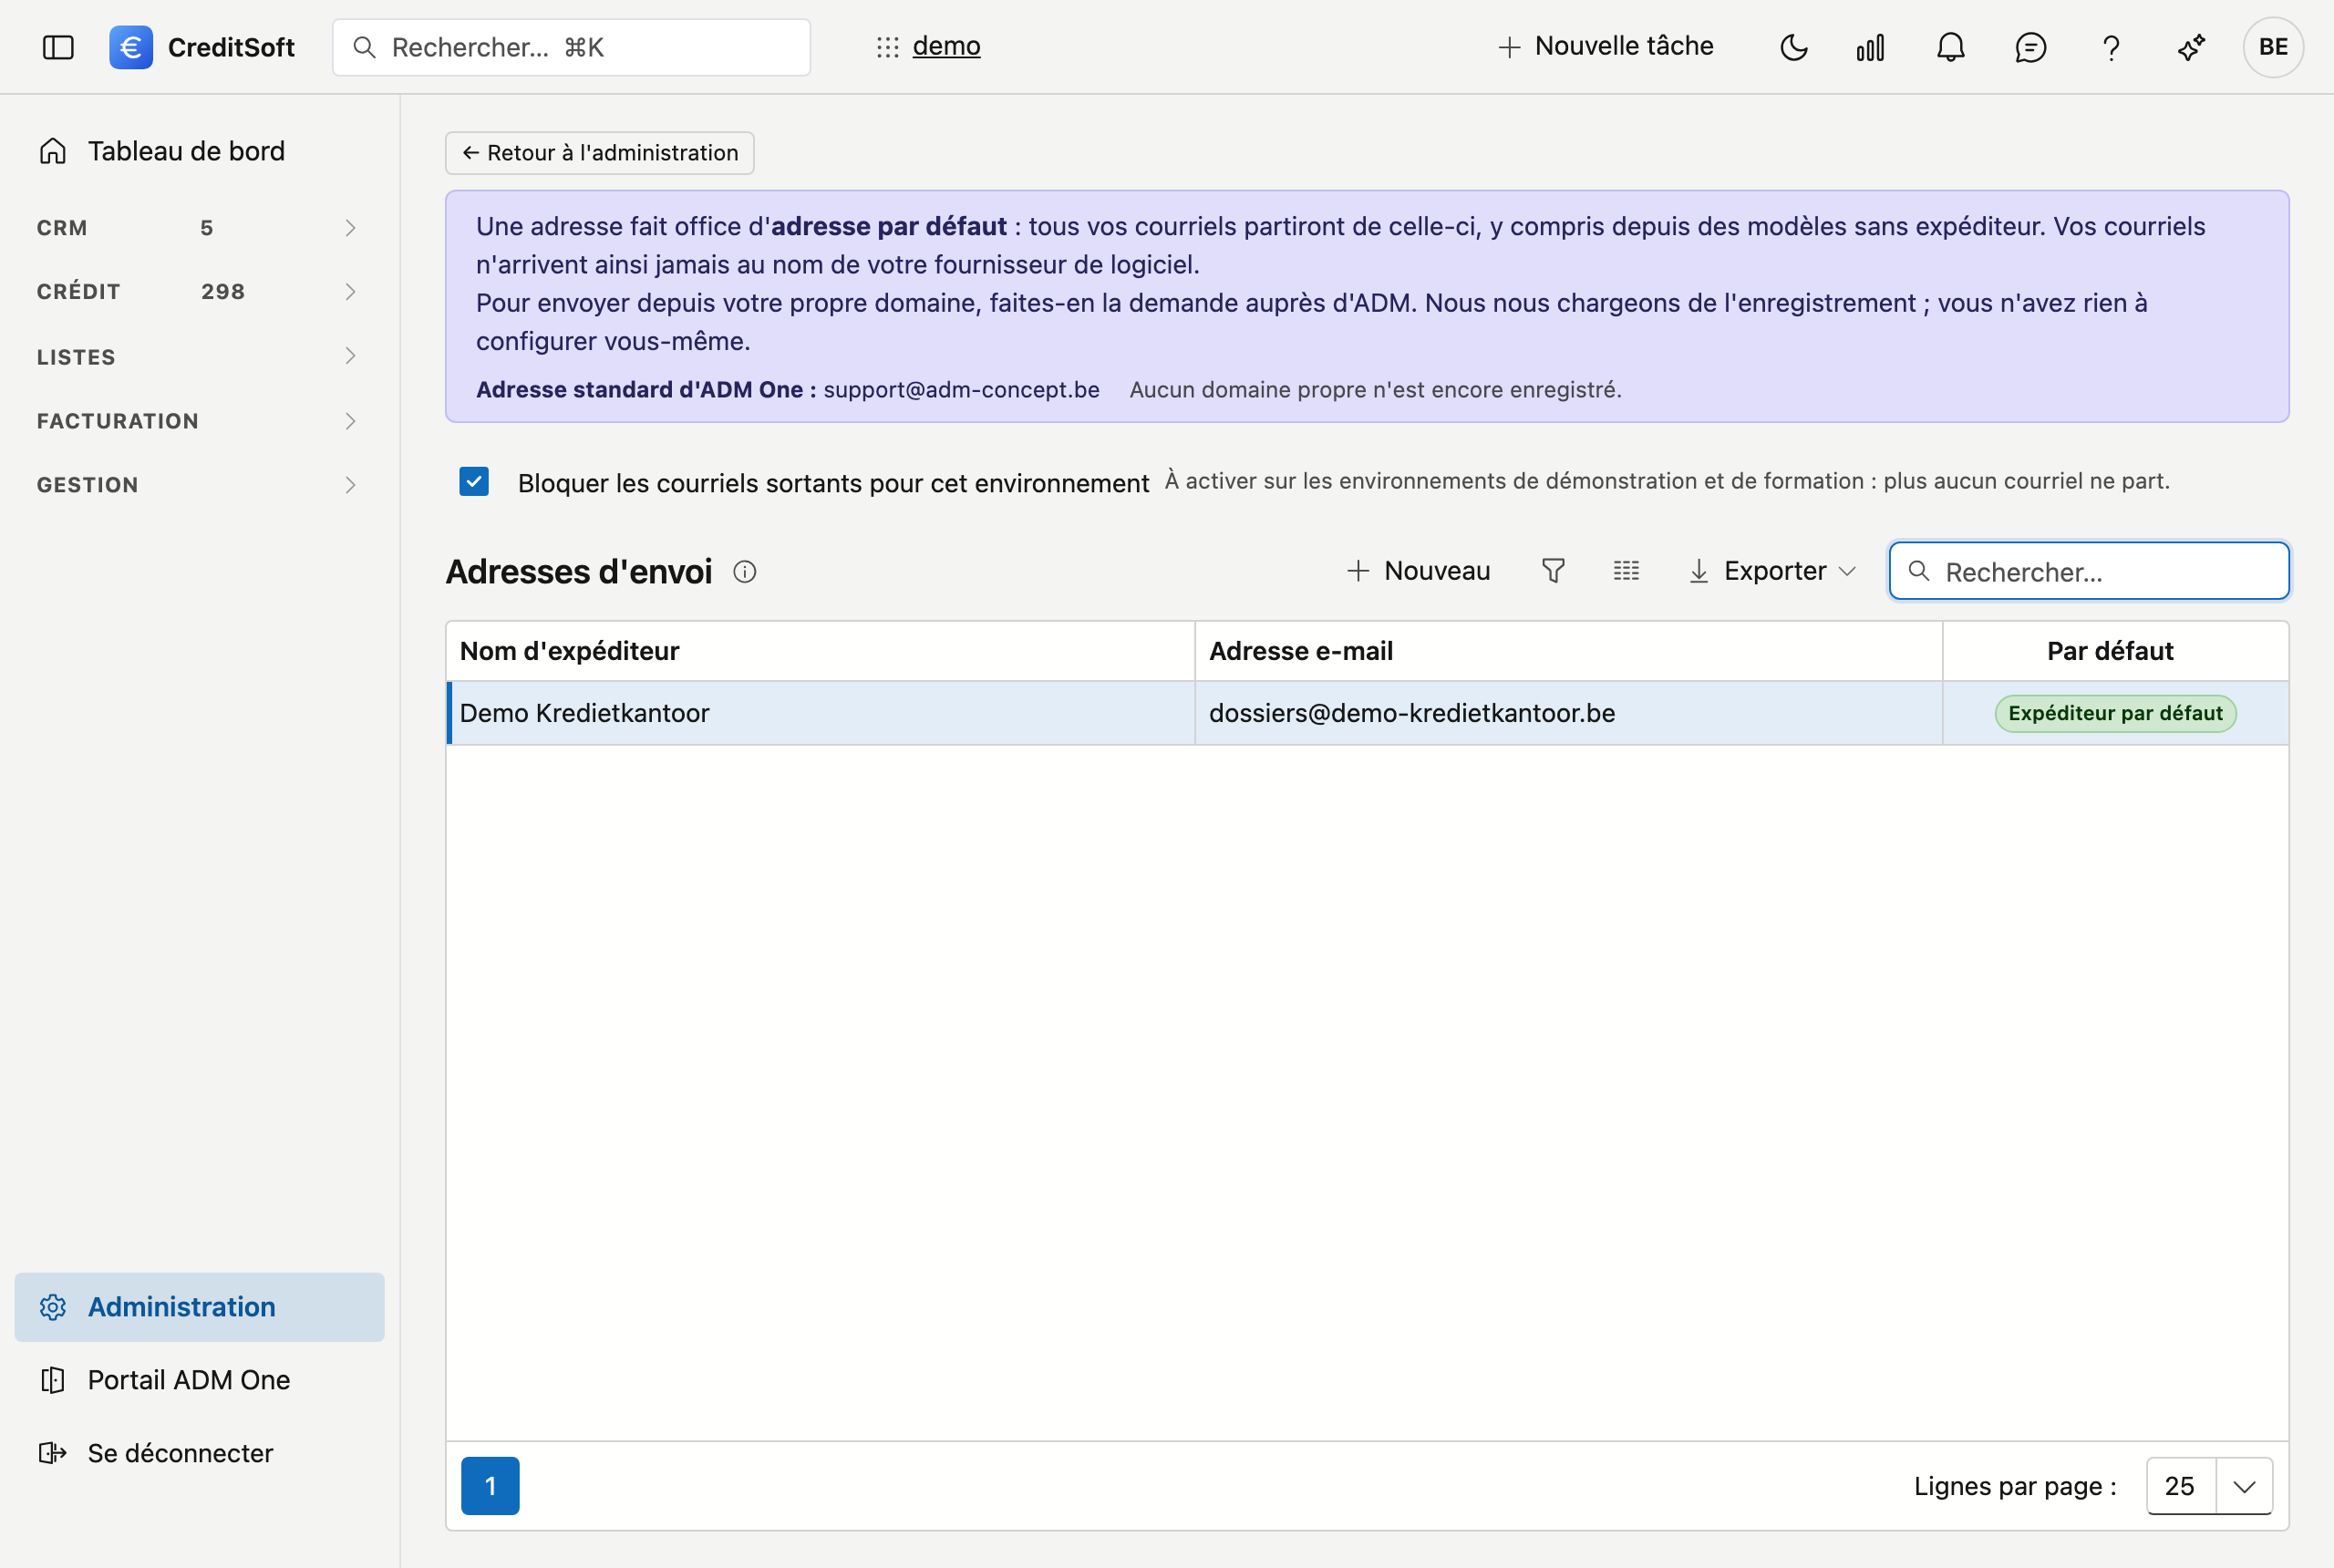 CreditSoft
Rechercher... ⌘K
demo
Nouvelle tâche
BE
Tableau de bord
CRM 5
CRÉDIT 298
LISTES
FACTURATION
GESTION
Administration
Portail ADM One
Se déconnecter
← Retour à l'administration
Une adresse fait office d'adresse par défaut : tous vos courriels partiront de celle-ci, y compris depuis des modèles sans expéditeur. Vos courriels
n'arrivent ainsi jamais au nom de votre fournisseur de logiciel.
Pour envoyer depuis votre propre domaine, faites-en la demande auprès d'ADM. Nous nous chargeons de l'enregistrement ; vous n'avez rien à
configurer vous-même.
Adresse standard d'ADM One : support@adm-concept.be Aucun domaine propre n'est encore enregistré.
Bloquer les courriels sortants pour cet environnement À activer sur les environnements de démonstration et de formation : plus aucun courriel ne part.
Adresses d'envoi
Nouveau
Exporter
Rechercher...
Nom d'expéditeur Adresse e-mail Par défaut
Demo Kredietkantoor dossiers@demo-kredietkantoor.be Expéditeur par défaut
1
Lignes par page : 25